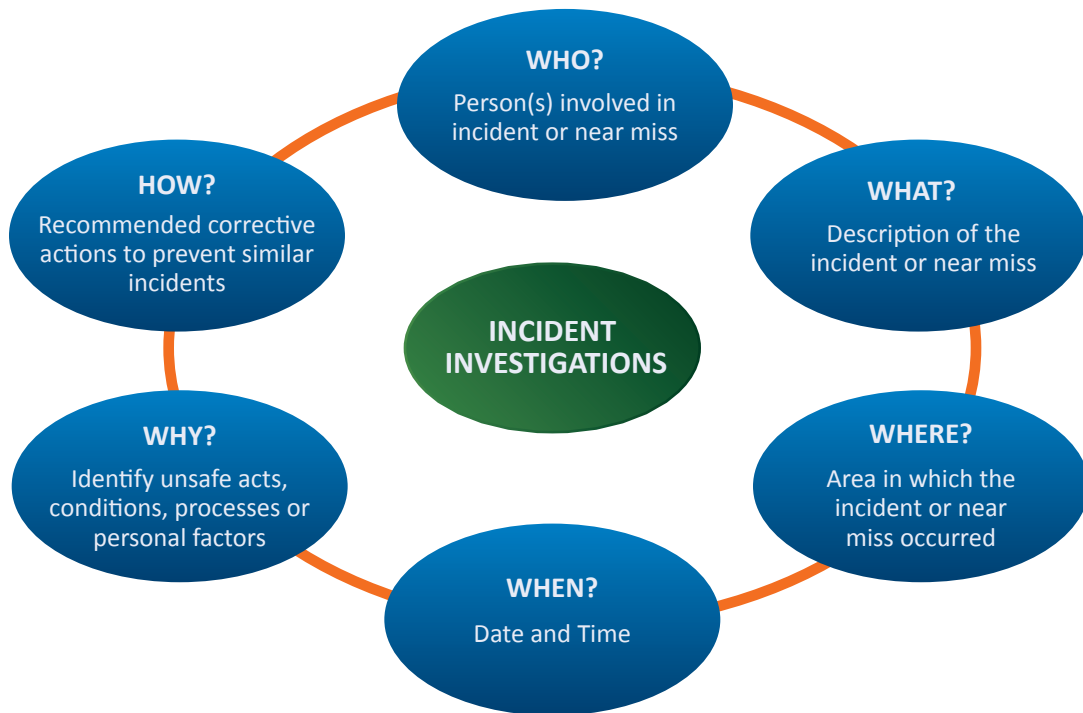 WHO?
Person(s) involved in
incident or near miss
WHAT?
Description of the
incident or near miss
WHERE?
Area in which the
incident or near
miss occurred
WHEN?
Date and Time
WHY?
Identify unsafe acts,
conditions, processes or
personal factors
HOW?
Recommended corrective
actions to prevent similar
incidents
INCIDENT
INVESTIGATIONS